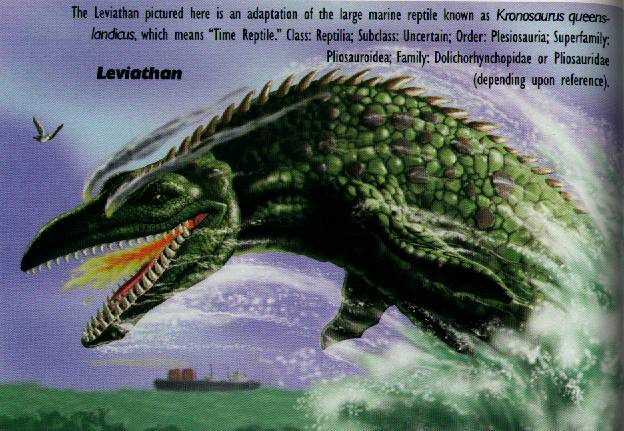 The Leviathan pictured here is an adaptation of the large marine reptile known as Kronosaurus queens-
landicus, which means "Time Reptile." Class: Reptilia; Subclass: Uncertain; Order: Plesiosauria; Superfamily:
Pliosauroidea; Family: Dolichorhynchopidae or Pliosauridae
(depending upon reference).
Leviathan